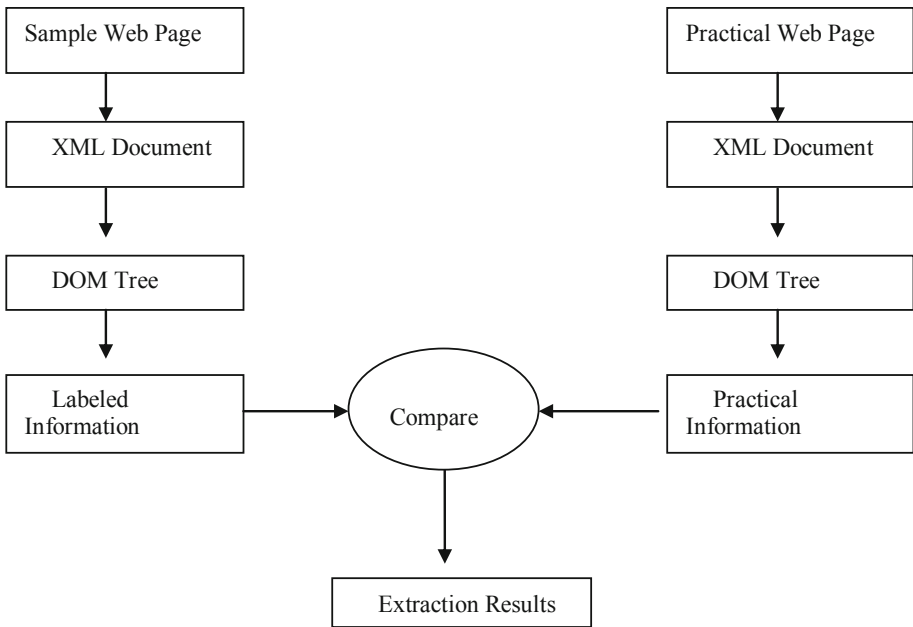 Sample Web Page
Practical Web Page
XML Document
XML Document
DOM Tree
DOM Tree
Labeled
Information
Compare
Practical
Information
Extraction Results